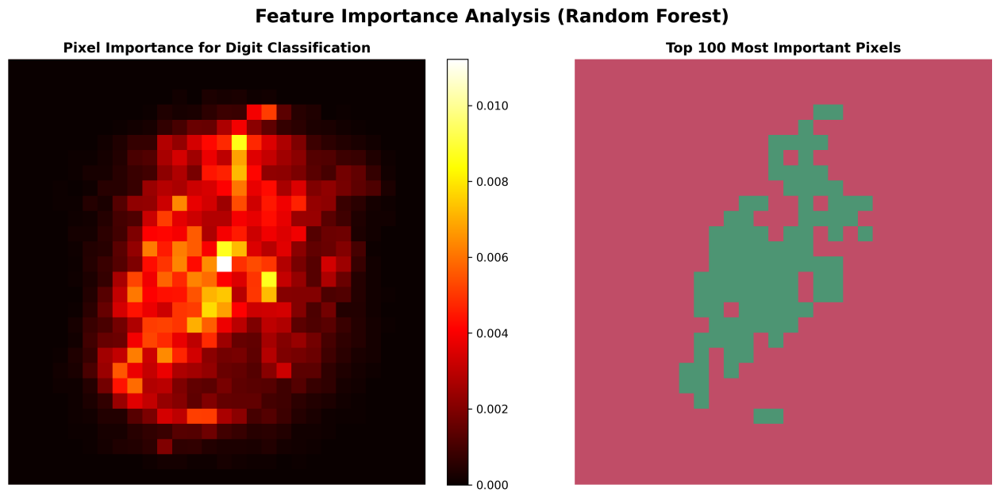 Feature Importance Analysis (Random Forest)
Pixel Importance for Digit Classification
Top 100 Most Important Pixels
0.010
0.008
0.006
0.004
0.002
0.000